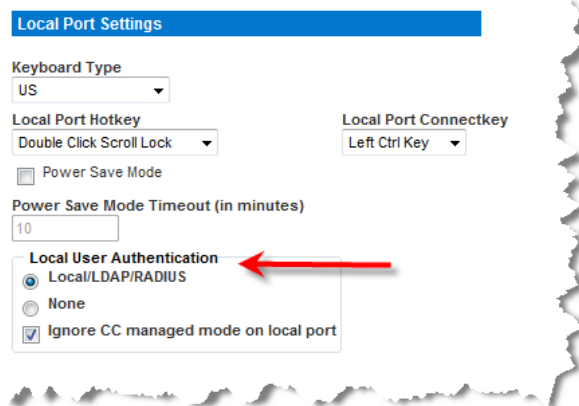 Local Port Settings
Keyboard Type
US
Local Port Hotkey Local Port Connectkey
Double Click Scroll Lock Left Ctrl Key
Power Save Mode
Power Save Mode Timeout (in minutes)
10
Local User Authentication
Local/LDAP/RADIUS
None
Ignore CC managed mode on local port